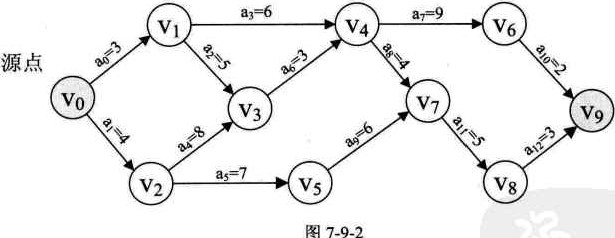 V₁ a₃=6 V₄ a₇=9 V₆
源点 a₀=3 a₂=5 a₆=3 a₈=4 a₁₀=2
V₀ V₃ V₇ V₉
a₁=4 a₄=8 a₉=6 a₁₁=5 a₁₂=3
V₂ a₅=7 V₅ V₈
图 7-9-2